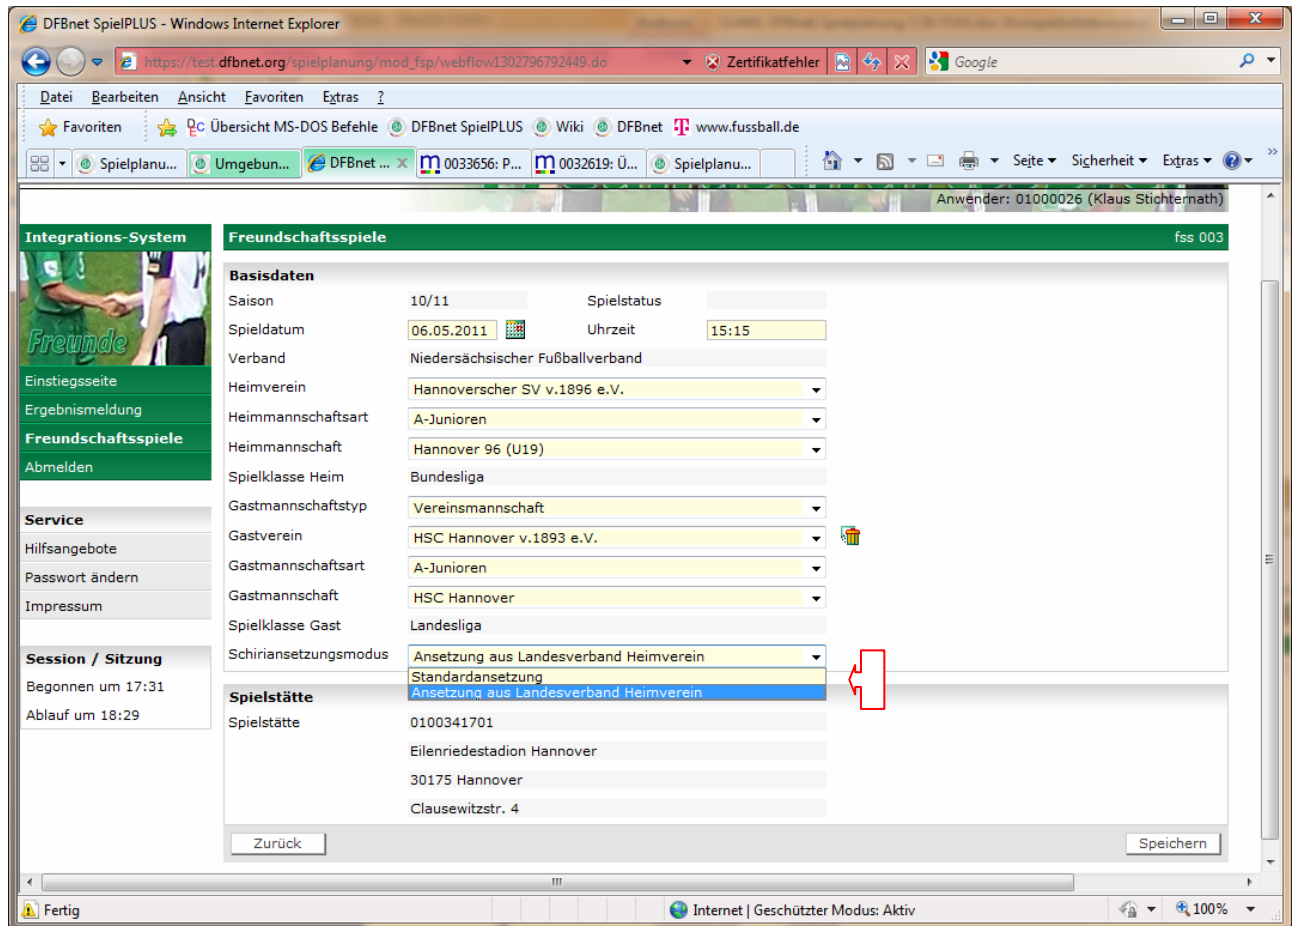 DFBnet SpielPLUS - Windows Internet Explorer
https://test.dfbnet.org/spielplanung/mod_fsp/webflow1302796792449.do Zertifikatfehler Google
Datei Bearbeiten Ansicht Favoriten Extras ?
Favoriten Übersicht MS-DOS Befehle DFBnet SpielPLUS Wiki DFBnet www.fussball.de
Spielplanu... Umgebun... DFBnet ... 0033656: P... 0032619: Ü... Spielplanu... Seite Sicherheit Extras
Anwender: 01000026 (Klaus Stichternath)
Integrations-System
Freunde
Einstiegsseite
Ergebnismeldung
Freundschaftsspiele
Abmelden
Service
Hilfsangebote
Passwort ändern
Impressum
Session / Sitzung
Begonnen um 17:31
Ablauf um 18:29
Freundschaftsspiele fss 003
Basisdaten
Saison 10/11 Spielstatus
Spieldatum 06.05.2011 Uhrzeit 15:15
Verband Niedersächsischer Fußballverband
Heimverein Hannoverscher SV v.1896 e.V.
Heimmannschaftsart A-Junioren
Heimmannschaft Hannover 96 (U19)
Spielklasse Heim Bundesliga
Gastmannschaftstyp Vereinsmannschaft
Gastverein HSC Hannover v.1893 e.V.
Gastmannschaftsart A-Junioren
Gastmannschaft HSC Hannover
Spielklasse Gast Landesliga
Schiriansetzungsmodus Ansetzung aus Landesverband Heimverein
Standardansetzung
Ansetzung aus Landesverband Heimverein
Spielstätte
Spielstätte 0100341701
Eilenriedestadion Hannover
30175 Hannover
Clausewitzstr. 4
Zurück Speichern
Fertig Internet | Geschützter Modus: Aktiv 100%